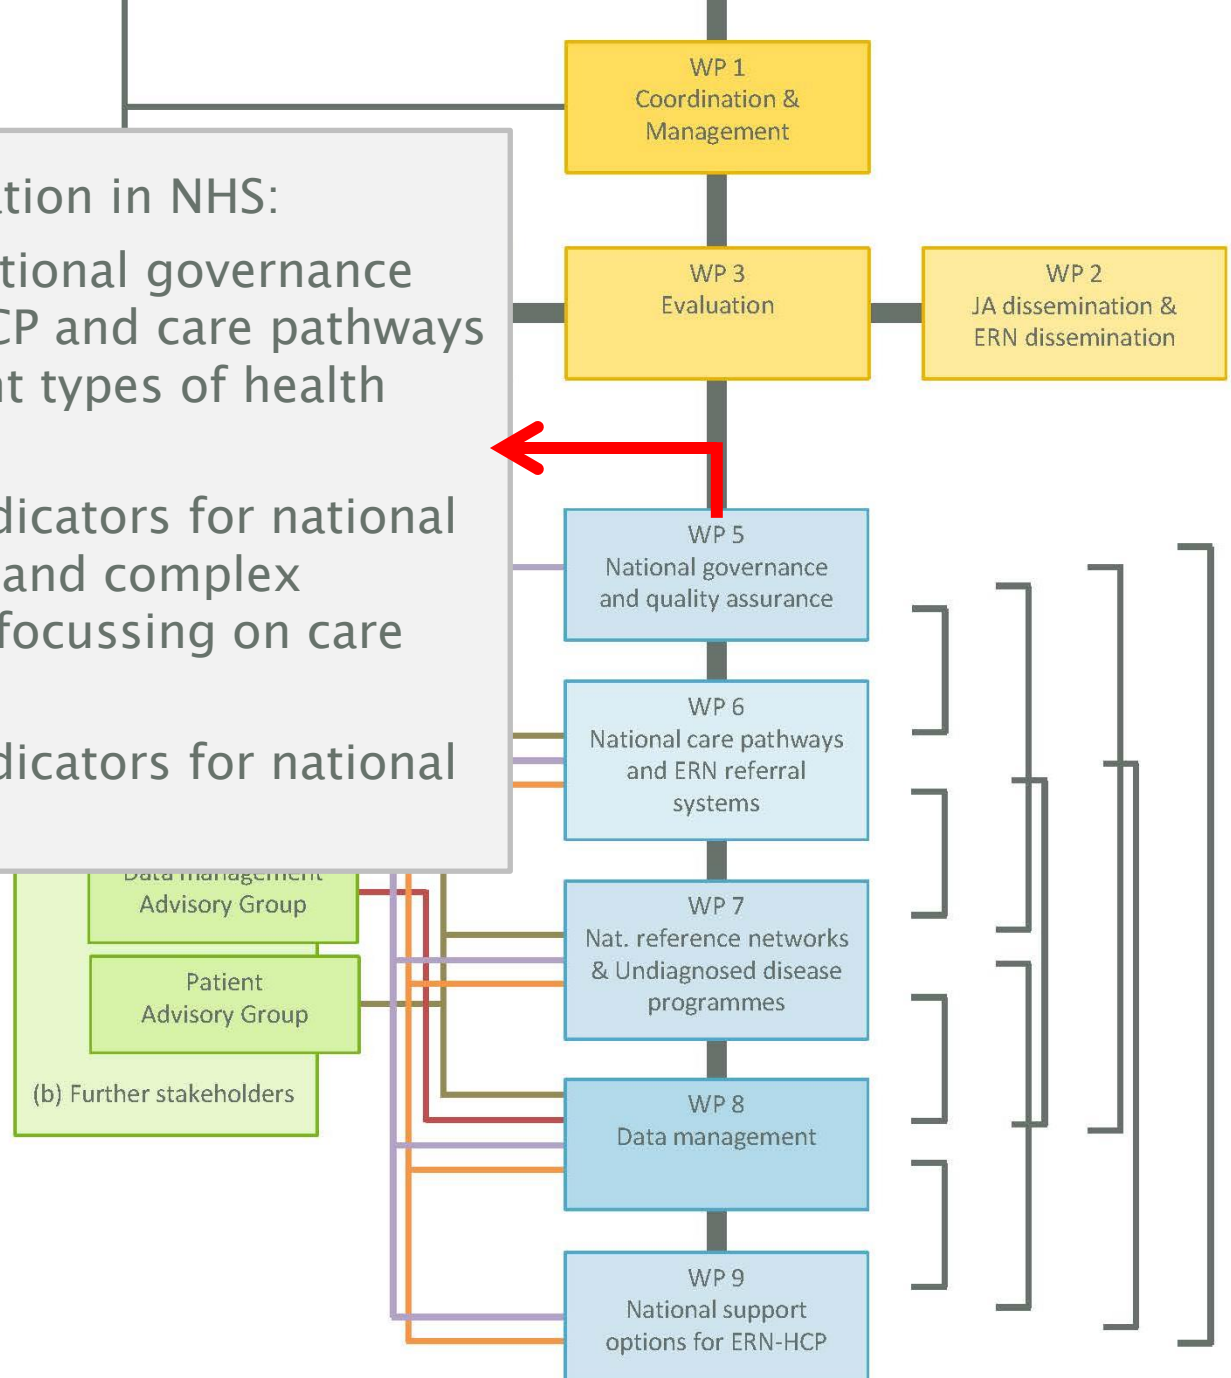 WP 1
Coordination &
Management
WP 3
Evaluation
WP 2
JA dissemination &
ERN dissemination
ation in NHS:
tional governance
CP and care pathways
nt types of health
dicators for national
and complex
focussing on care
dicators for national
WP 5
National governance
and quality assurance
WP 6
National care pathways
and ERN referral
systems
WP 7
Nat. reference networks
& Undiagnosed disease
programmes
WP 8
Data management
WP 9
National support
options for ERN-HCP
Data management
Advisory Group
Patient
Advisory Group
(b) Further stakeholders